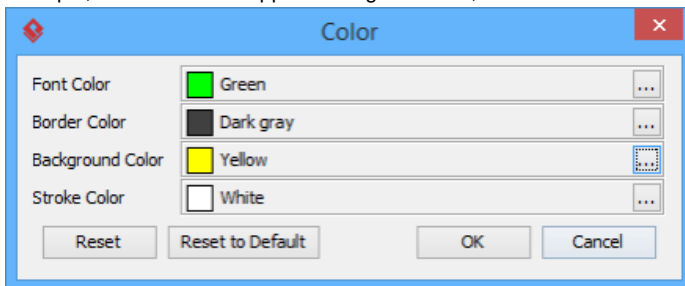 Color
Font Color Green ...
Border Color Dark gray ...
Background Color Yellow ...
Stroke Color White ...
Reset Reset to Default OK Cancel